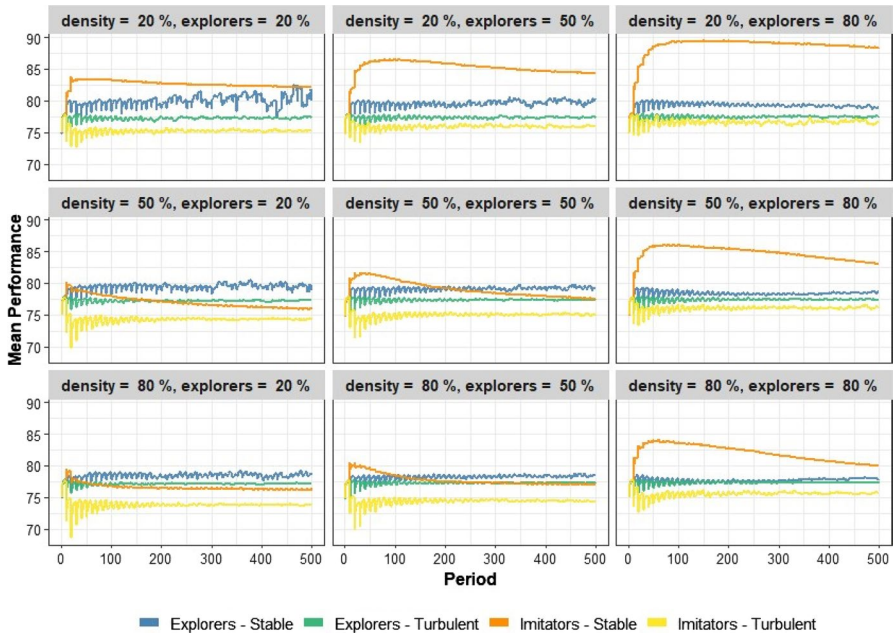 density = 20 %, explorers = 20 %
density = 20 %, explorers = 50 %
density = 20 %, explorers = 80 %
90
85
80
75
70
density = 50 %, explorers = 20 %
density = 50 %, explorers = 50 %
density = 50 %, explorers = 80 %
90
85
80
75
70
density = 80 %, explorers = 20 %
density = 80 %, explorers = 50 %
density = 80 %, explorers = 80 %
90
85
80
75
70
Mean Performance
0 100 200 300 400 500
0 100 200 300 400 500
0 100 200 300 400 500
Period
Explorers - Stable Explorers - Turbulent Imitators - Stable Imitators - Turbulent